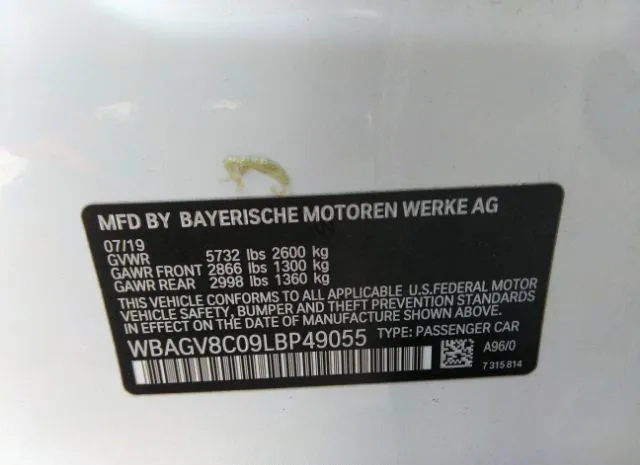 MFD BY BAYERISCHE MOTOREN WERKE AG
07/19
GVWR 5732 lbs 2600 kg
GAWR FRONT 2866 lbs 1300 kg
GAWR REAR 2998 lbs 1360 kg
THIS VEHICLE CONFORMS TO ALL APPLICABLE U.S.FEDERAL MOTOR
VEHICLE SAFETY, BUMPER AND THEFT PREVENTION STANDARDS
IN EFFECT ON THE DATE OF MANUFACTURE SHOWN ABOVE.
WBAGV8C09LBP49055 TYPE: PASSENGER CAR
A96/0
7 315 814